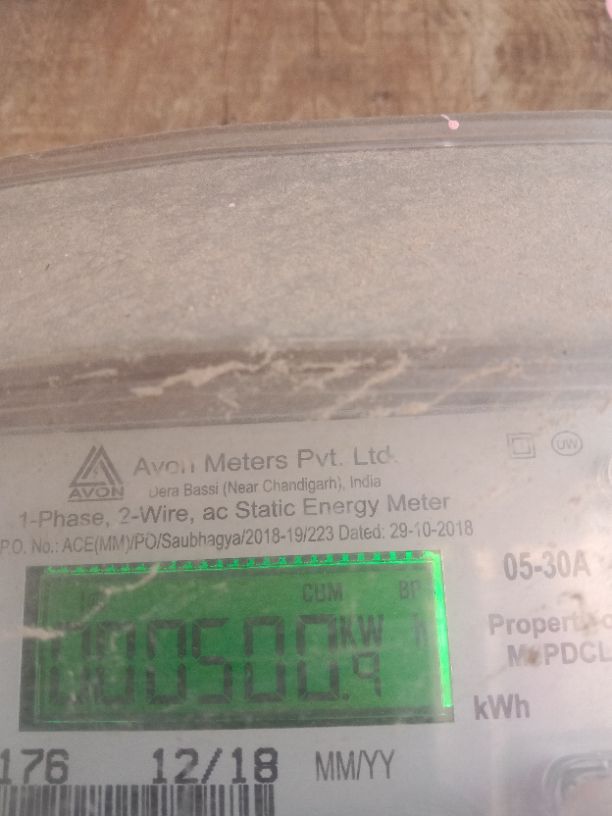 Avon Meters Pvt. Ltd.
AVON
Dera Bassi (Near Chandigarh), India
UW
1-Phase, 2-Wire, ac Static Energy Meter
P.O. No.: ACE(MM)/PO/Saubhagya/2018-19/223 Dated: 29-10-2018
05-30A
CUM
KW
kWh
176 12/18 MM/YY